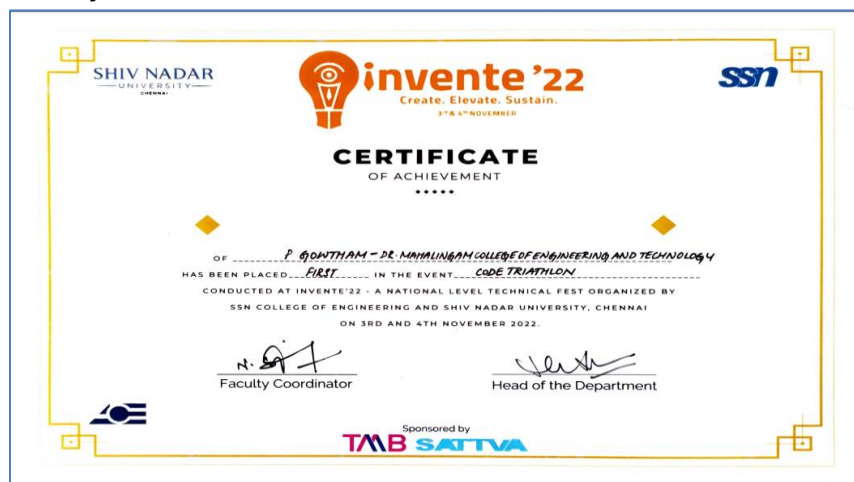 SHIV NADAR
UNIVERSITY
CHENNAI
invente '22
Create. Elevate. Sustain.
3rd & 4th NOVEMBER
ssn
CERTIFICATE
OF ACHIEVEMENT
OF P GOWTHAM - DR. MAHALINGAM COLLEGE OF ENGINEERING AND TECHNOLOGY
HAS BEEN PLACED FIRST IN THE EVENT CODE TRIATHLON
CONDUCTED AT INVENTE'22 - A NATIONAL LEVEL TECHNICAL FEST ORGANIZED BY
SSN COLLEGE OF ENGINEERING AND SHIV NADAR UNIVERSITY, CHENNAI
ON 3RD AND 4TH NOVEMBER 2022.
Faculty Coordinator
Head of the Department
Sponsored by
TMB SATTVA